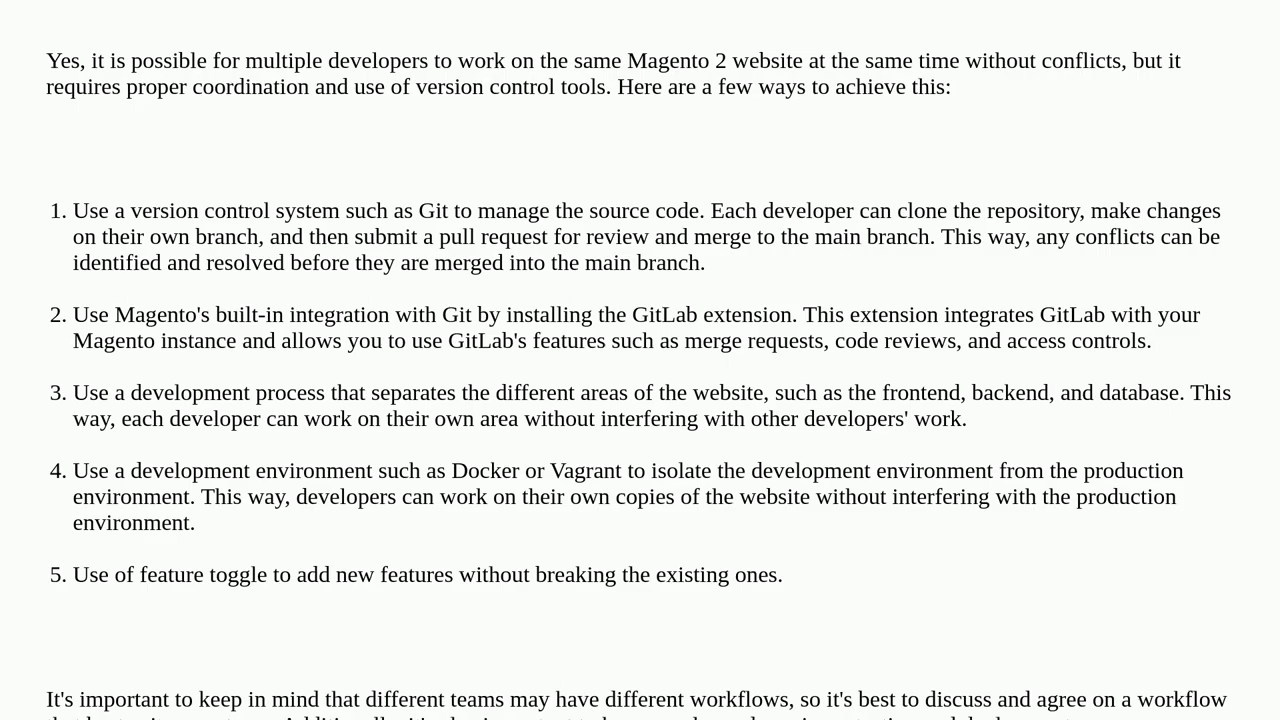 Yes, it is possible for multiple developers to work on the same Magento 2 website at the same time without conflicts, but it
requires proper coordination and use of version control tools. Here are a few ways to achieve this:
1. Use a version control system such as Git to manage the source code. Each developer can clone the repository, make changes
on their own branch, and then submit a pull request for review and merge to the main branch. This way, any conflicts can be
identified and resolved before they are merged into the main branch.
2. Use Magento's built-in integration with Git by installing the GitLab extension. This extension integrates GitLab with your
Magento instance and allows you to use GitLab's features such as merge requests, code reviews, and access controls.
3. Use a development process that separates the different areas of the website, such as the frontend, backend, and database. This
way, each developer can work on their own area without interfering with other developers' work.
4. Use a development environment such as Docker or Vagrant to isolate the development environment from the production
environment. This way, developers can work on their own copies of the website without interfering with the production
environment.
5. Use of feature toggle to add new features without breaking the existing ones.
It's important to keep in mind that different teams may have different workflows, so it's best to discuss and agree on a workflow